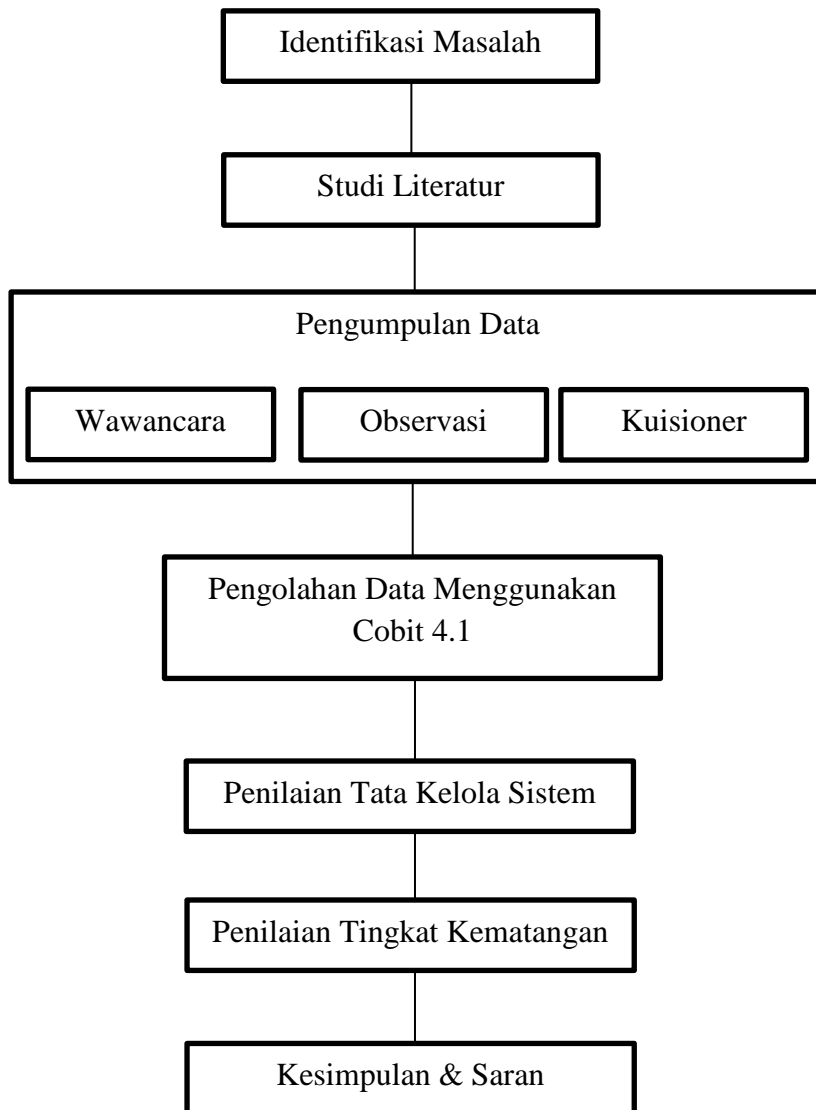 Identifikasi Masalah
Studi Literatur
Pengumpulan Data
Wawancara
Observasi
Kuisioner
Pengolahan Data Menggunakan
Cobit 4.1
Penilaian Tata Kelola Sistem
Penilaian Tingkat Kematangan
Kesimpulan & Saran